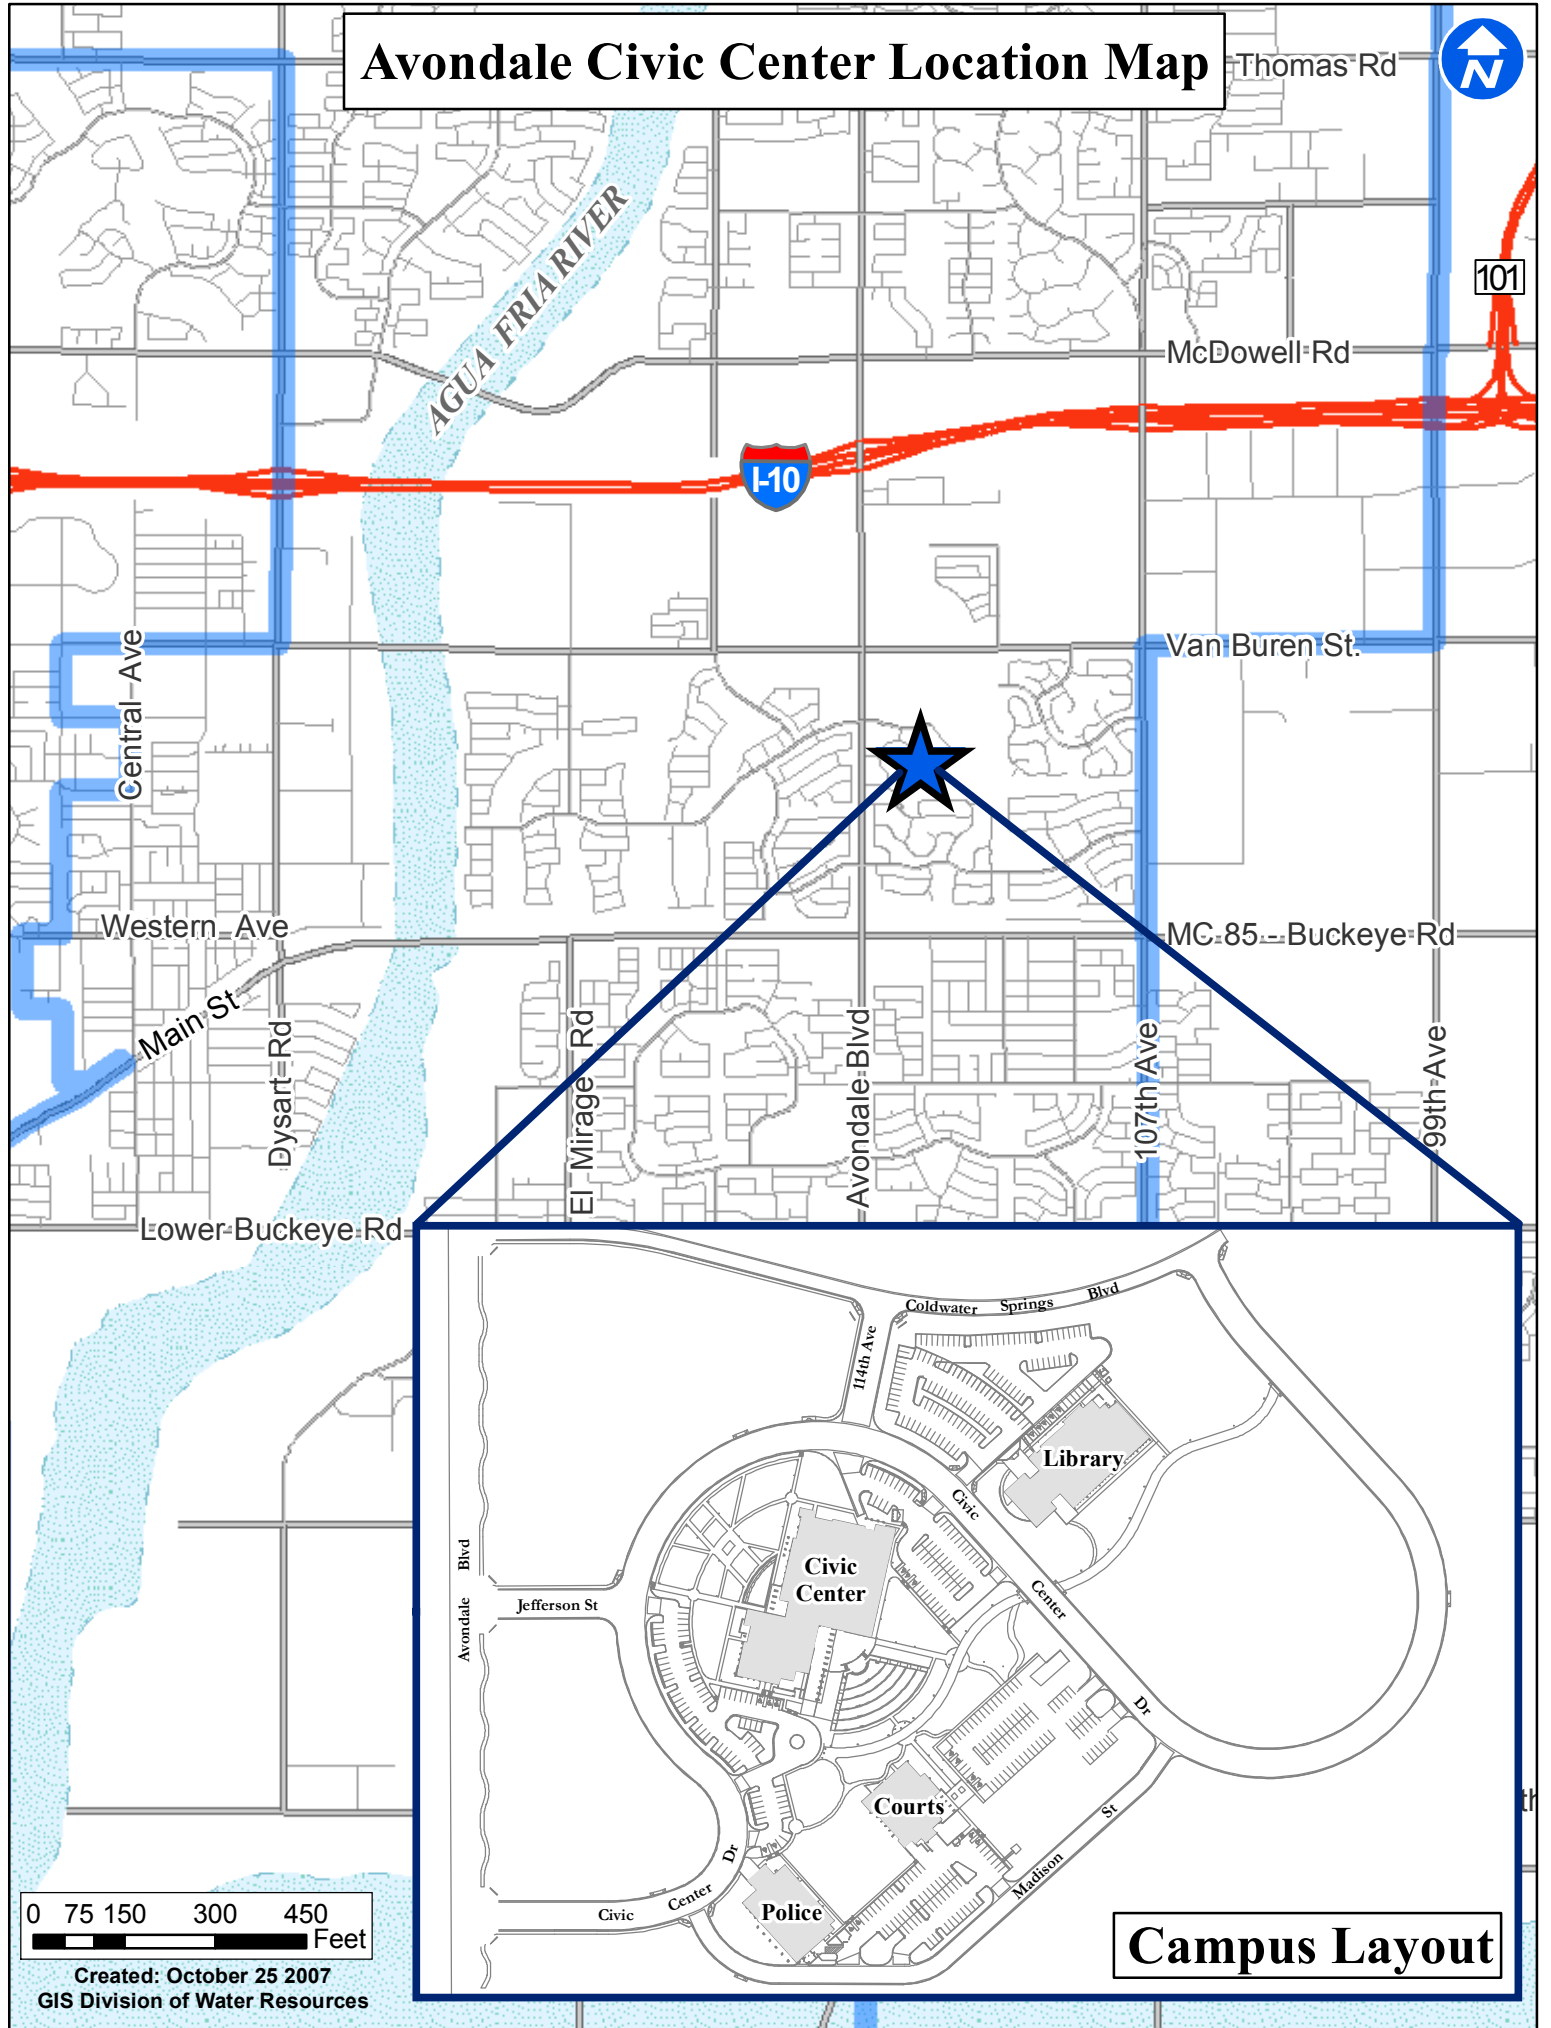 Avondale Civic Center Location Map
Thomas Rd
N
AGUA FRIA RIVER
101
McDowell Rd
I-10
Van Buren St.
Central Ave
Western Ave
MC 85 - Buckeye Rd
Main St
Dysart Rd
El Mirage Rd
Avondale Blvd
107th Ave
99th Ave
Lower Buckeye Rd
Coldwater Springs Blvd
114th Ave
Library
Civic
Center
Dr
Civic
Center
Avondale Blvd
Jefferson St
Courts
Madison St
Police
Civic Center Dr
Campus Layout
0 75 150 300 450
Feet
Created: October 25 2007
GIS Division of Water Resources